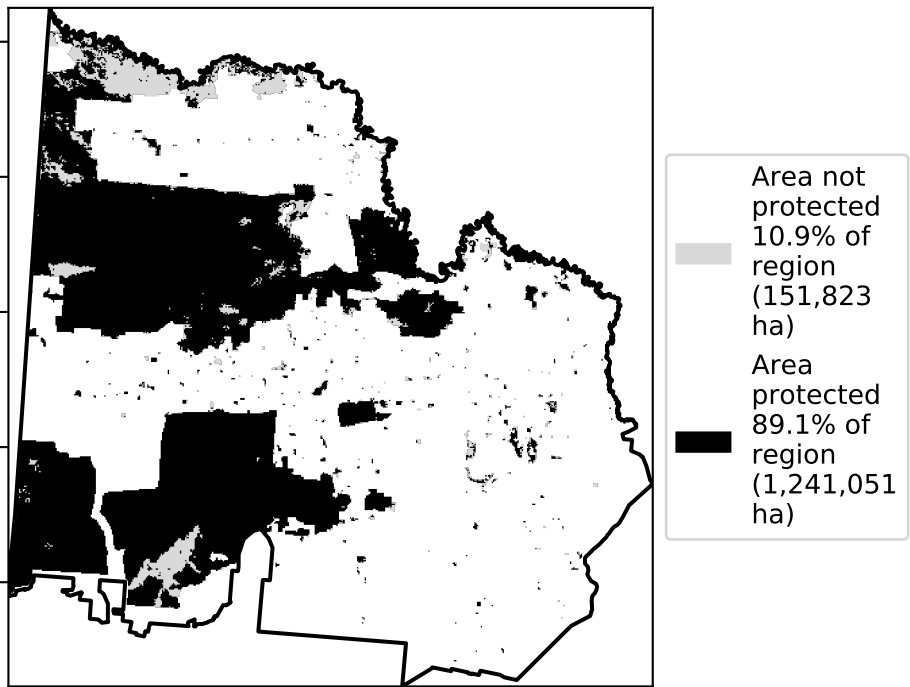 Area not
protected
10.9% of
region
(151,823
ha)
Area
protected
89.1% of
region
(1,241,051
ha)